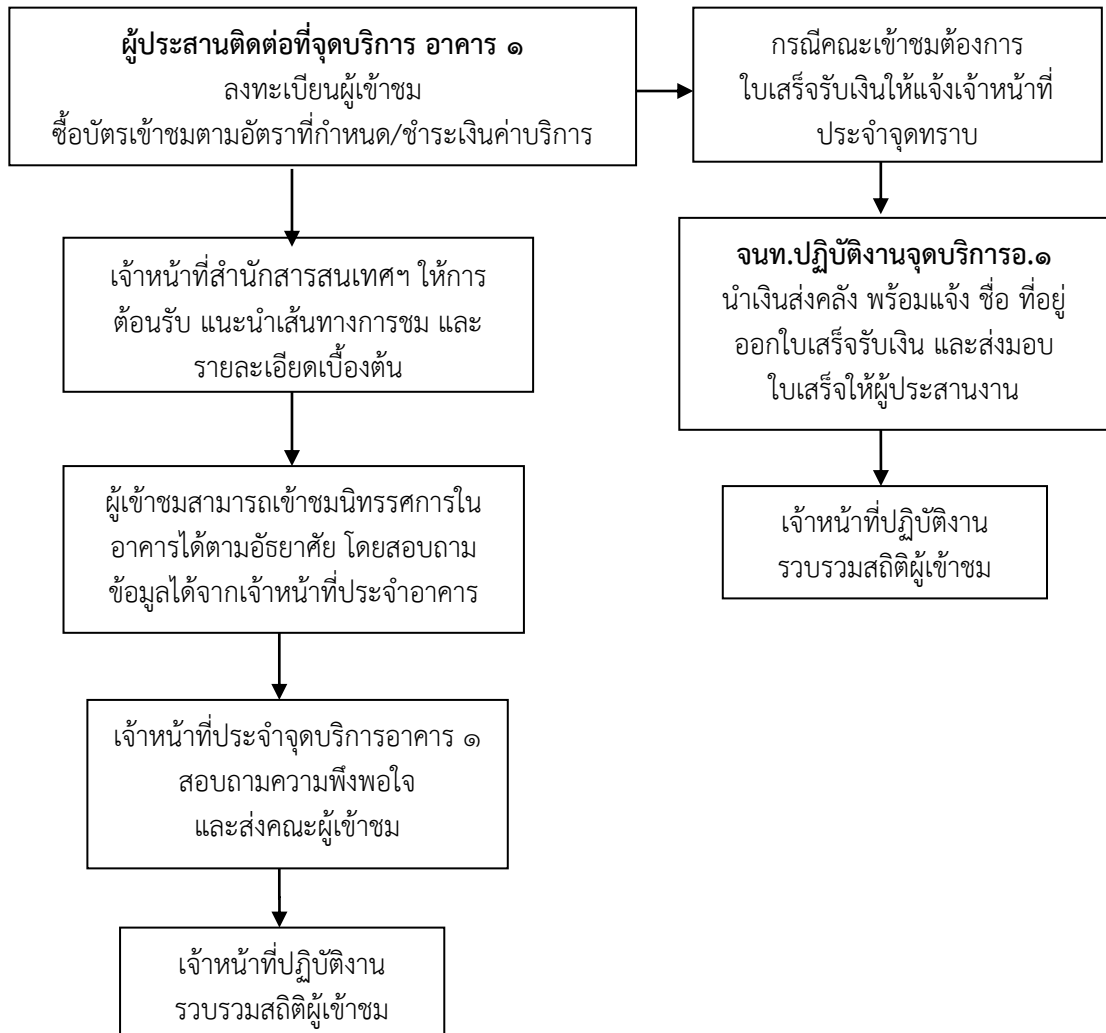 ผู้ประสานติดต่อที่จุดบริการ อาคาร ๑
ลงทะเบียนผู้เข้าชม
ซื้อบัตรเข้าชมตามอัตราที่กำหนด/ชำระเงินค่าบริการ
กรณีคณะเข้าชมต้องการ
ใบเสร็จรับเงินให้แจ้งเจ้าหน้าที่
ประจำจุดทราบ
เจ้าหน้าที่สำนักสารสนเทศฯ ให้การ
ต้อนรับ แนะนำเส้นทางการชม และ
รายละเอียดเบื้องต้น
จนท.ปฏิบัติงานจุดบริการอ.๑
นำเงินส่งคลัง พร้อมแจ้ง ชื่อ ที่อยู่
ออกใบเสร็จรับเงิน และส่งมอบ
ใบเสร็จให้ผู้ประสานงาน
ผู้เข้าชมสามารถเข้าชมนิทรรศการใน
อาคารได้ตามอัธยาศัย โดยสอบถาม
ข้อมูลได้จากเจ้าหน้าที่ประจำอาคาร
เจ้าหน้าที่ปฏิบัติงาน
รวบรวมสถิติผู้เข้าชม
เจ้าหน้าที่ประจำจุดบริการอาคาร ๑
สอบถามความพึงพอใจ
และส่งคณะผู้เข้าชม
เจ้าหน้าที่ปฏิบัติงาน
รวบรวมสถิติผู้เข้าชม